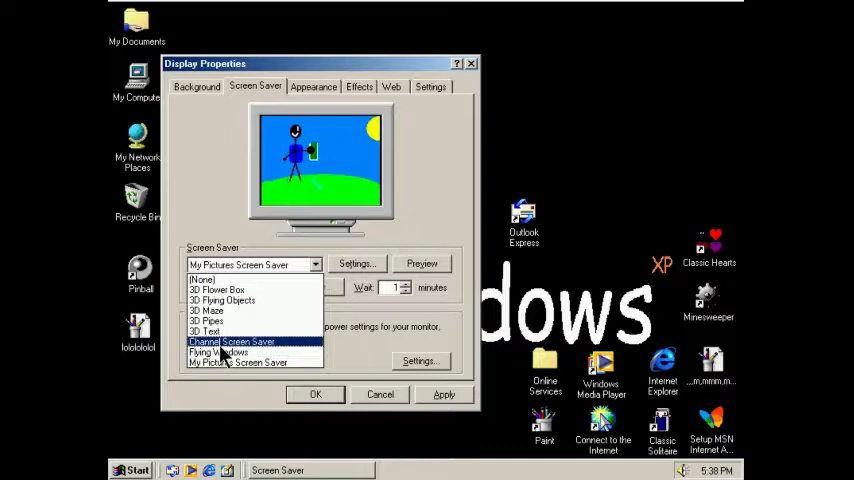 My Documents
Display Properties
Background
Screen Saver
Appearance
Effects
Web
Settings
My Compute
My Network
Places
Recycle Bin
Outlook
Express
Screen Saver
My Pictures Screen Saver
Settings...
Preview
(None)
3D Flower Box
3D Flying Objects
3D Maze
3D Pipes
3D Text
Channel Screen Saver
Flying Windows
My Pictures Screen Saver
Wait:
1
minutes
power settings for your monitor,
Settings...
OK
Cancel
Apply
Pinball
lolololololol
XP
dows
Classic Hearts
Minesweeper
Online
Services
Windows
Media Player
Internet
Explorer
,,m,mmm,m...
Paint
Connect to the
Internet
Classic
Solitaire
Setup MSN
Internet A...
Start
Screen Saver
5:38 PM